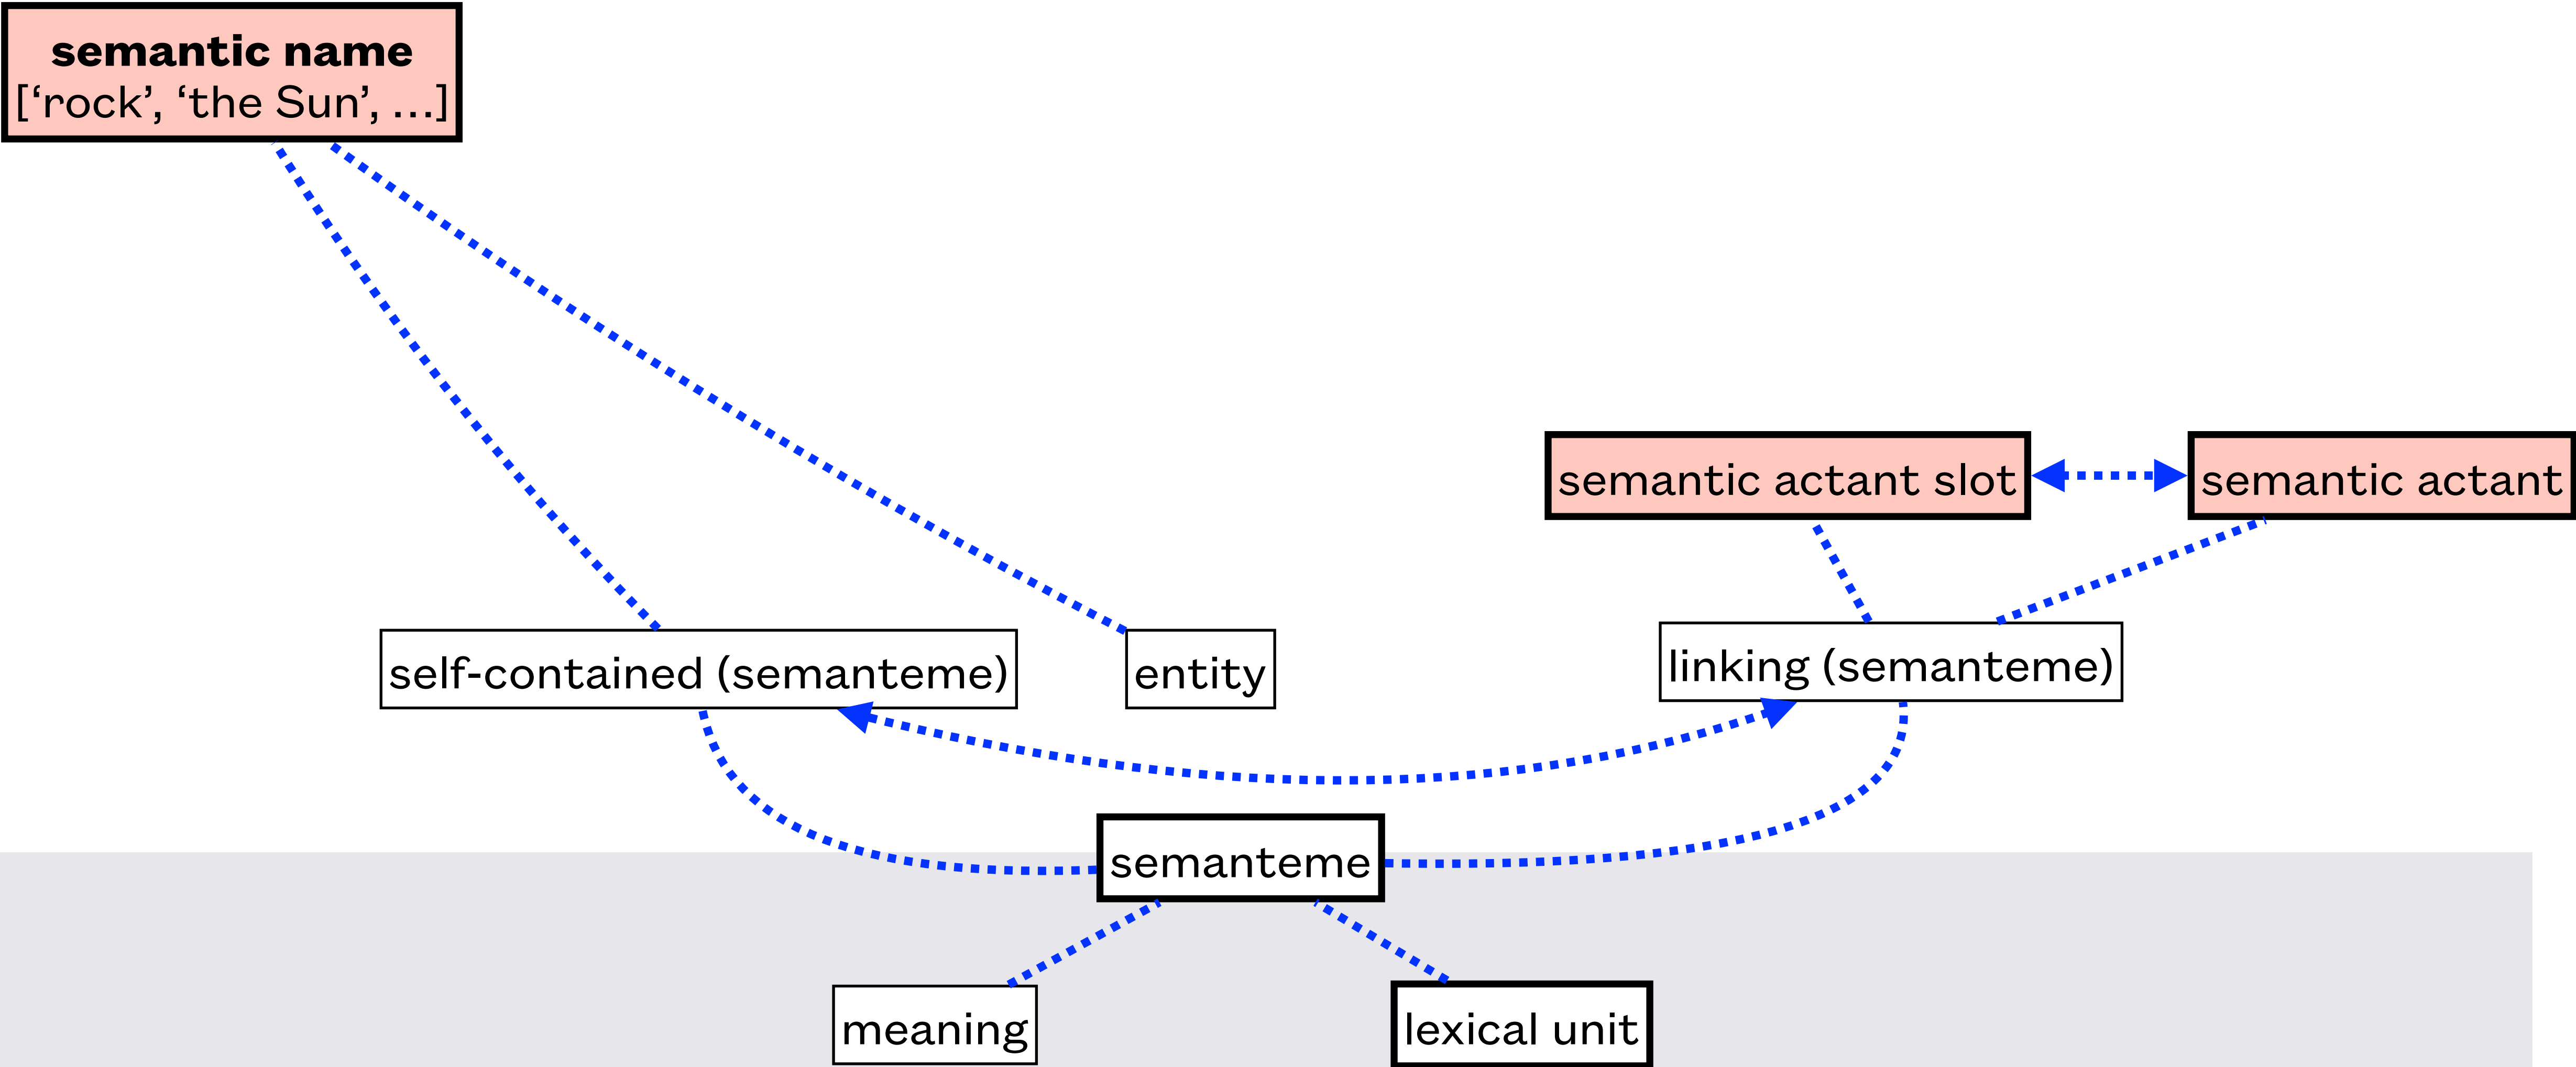 semantic name
[‘rock’, ‘the Sun’, …]
semantic actant slot
semantic actant
self-contained (semanteme)
entity
linking (semanteme)
semanteme
meaning
lexical unit